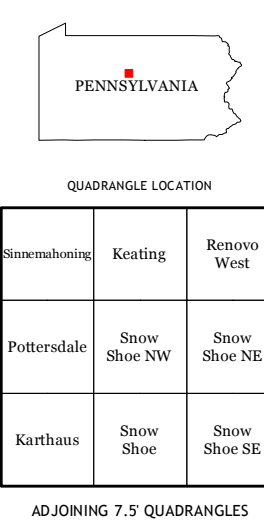 PENNSYLVANIA
QUADRANGLE LOCATION
Sinnemahoning
Keating
Renovo
West
Pottersdale
Snow
Shoe NW
Snow
Shoe NE
Karthaus
Snow
Shoe
Snow
Shoe SE
ADJOINING 7.5' QUADRANGLES